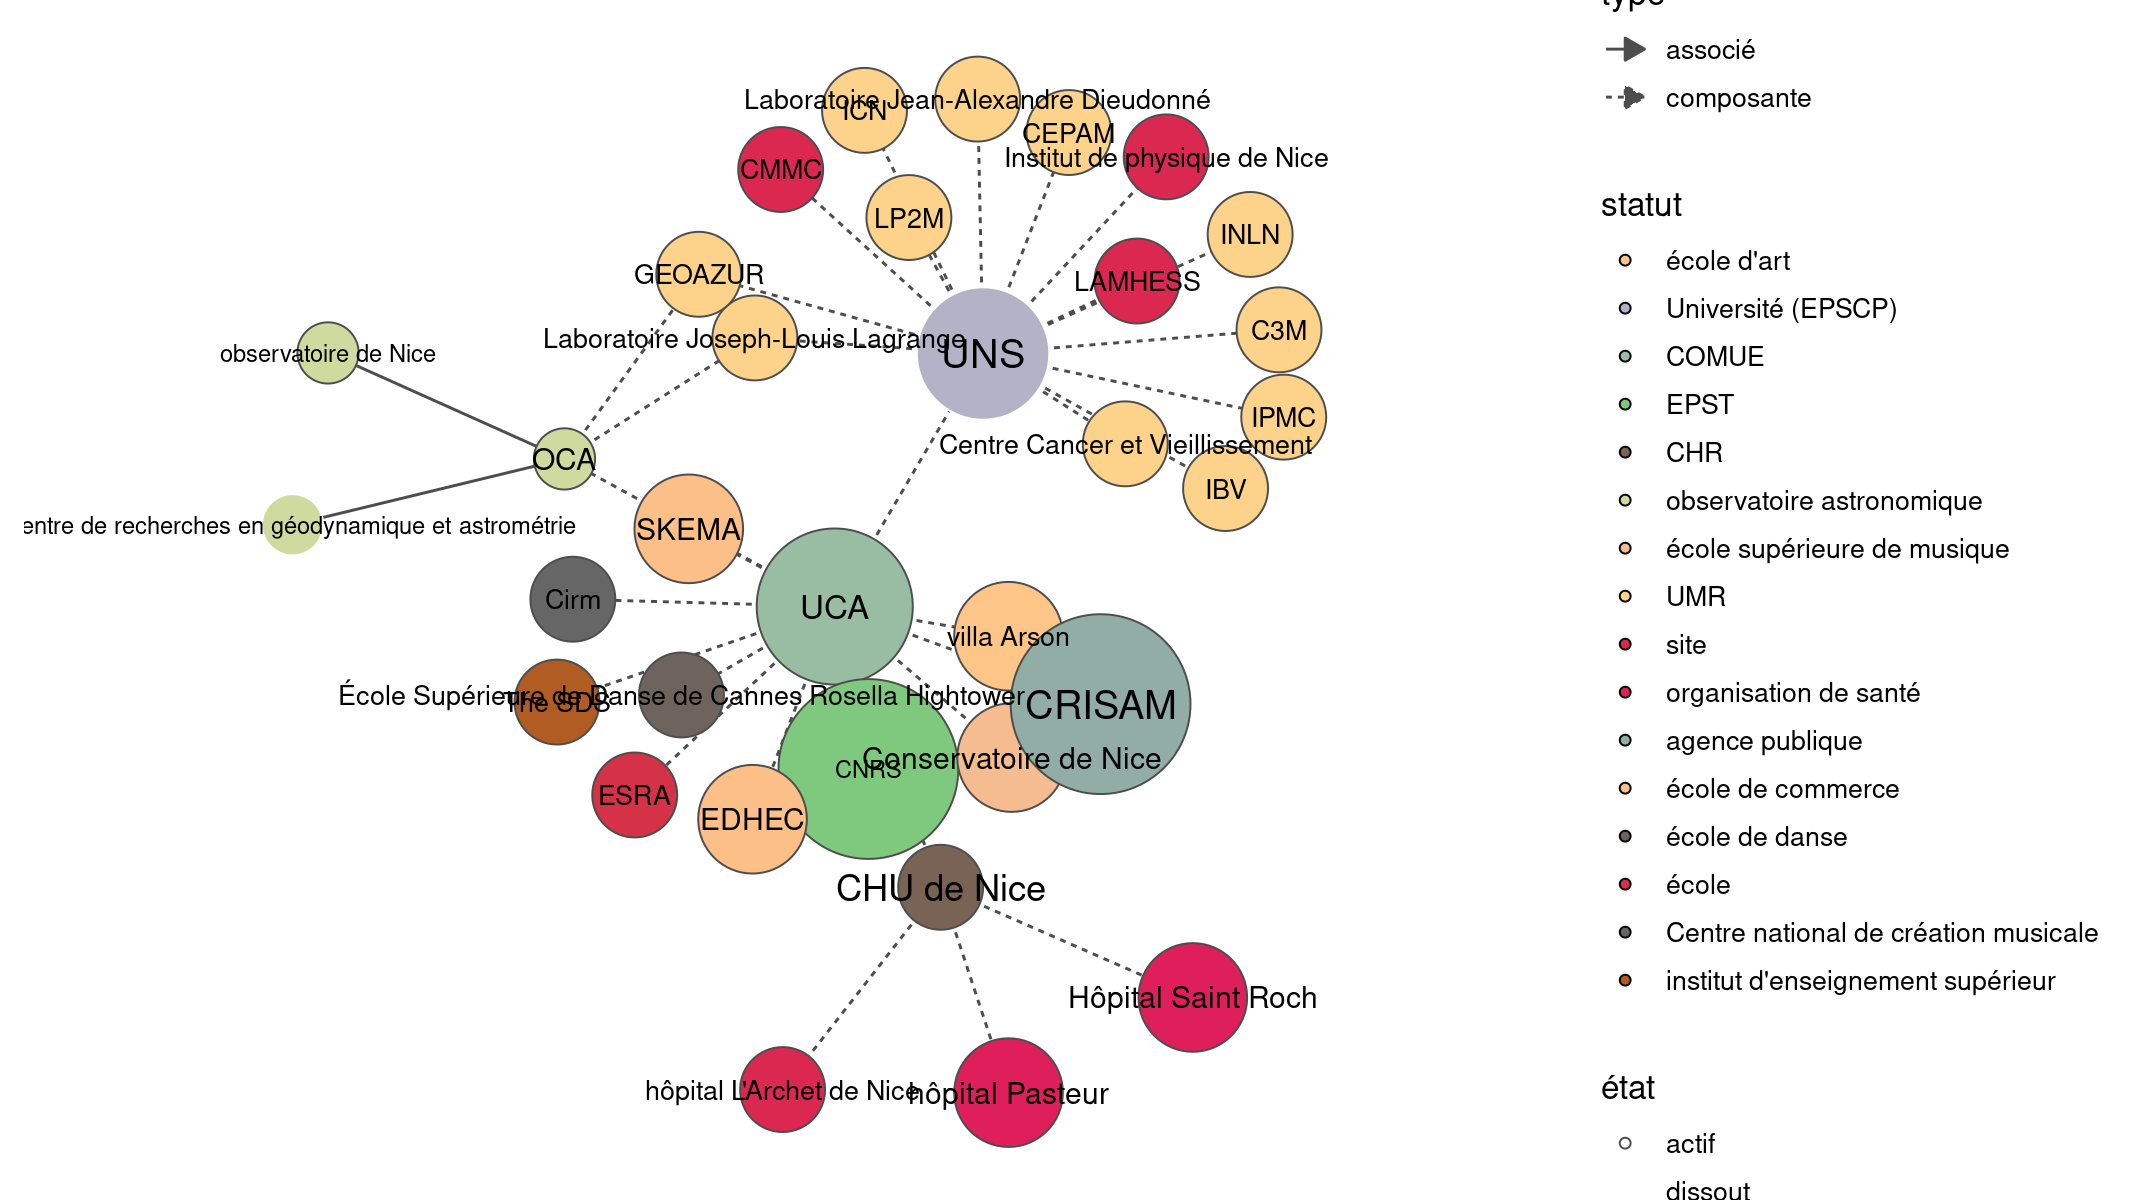 type
associé
composante
statut
école d'art
Université (EPSCP)
COMUE
EPST
CHR
observatoire astronomique
école supérieure de musique
UMR
site
organisation de santé
agence publique
école de commerce
école de danse
école
Centre national de création musicale
institut d'enseignement supérieur
état
actif
dissout
Laboratoire Jean-Alexandre Dieudonné
ICN
CEPAM
Institut de physique de Nice
CMMC
LP2M
INLN
GEOAZUR
LAMHESS
C3M
Laboratoire Joseph-Louis Lagrange
UNS
observatoire de Nice
IPMC
Centre Cancer et Vieillissement
OCA
IBV
entre de recherches en géodynamique et astrométrie
SKEMA
Cirm
UCA
villa Arson
École Supérieure de Danse de Cannes Rosella Hightower
The SDS
CRISAM
Conservatoire de Nice
CNRS
ESRA
EDHEC
CHU de Nice
Hôpital Saint Roch
hôpital L'Archet de Nice
hôpital Pasteur